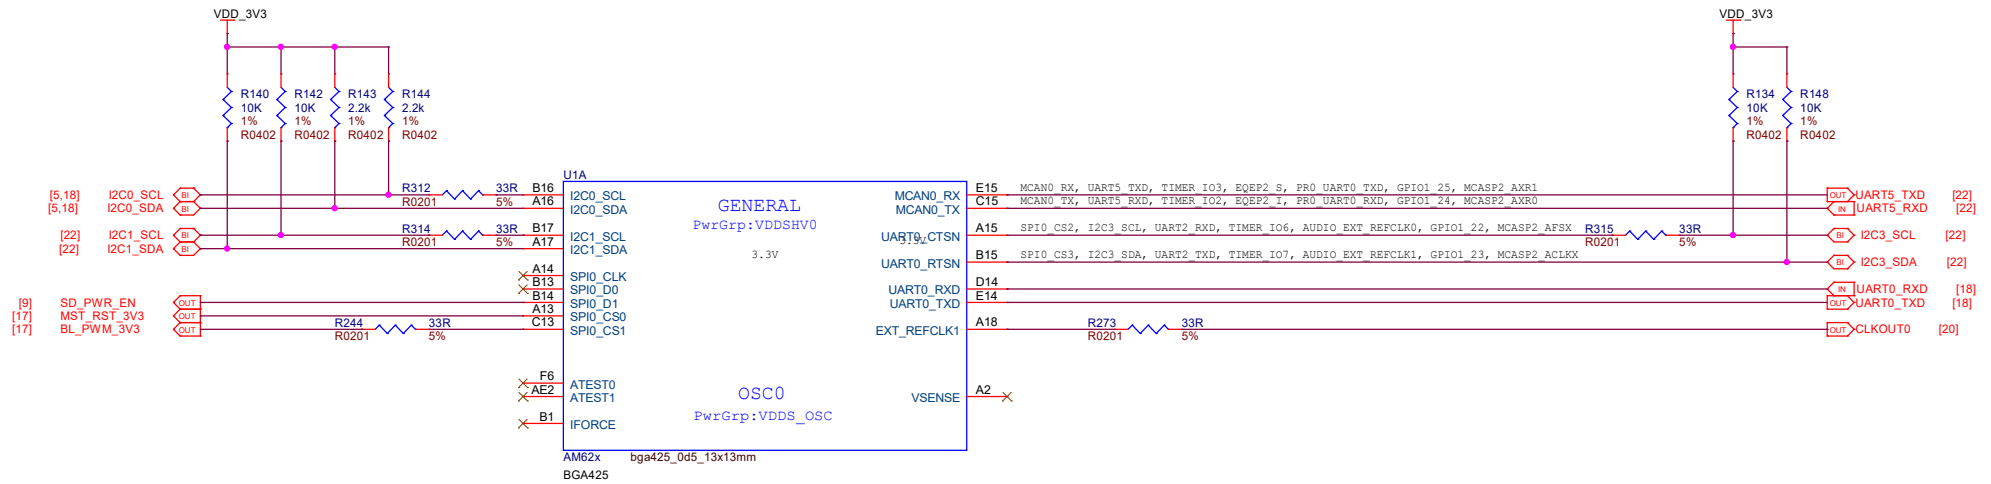 VDD_3V3
VDD_3V3
R140
10K
1%
R0402
R142
10K
1%
R0402
R143
2.2k
1%
R0402
R144
2.2k
1%
R0402
R134
10K
1%
R0402
R148
10K
1%
R0402
[5,18] I2C0_SCL BI R312 33R B16
R0201 5%
[5,18] I2C0_SDA BI A16
[22] I2C1_SCL BI R314 33R B17
R0201 5%
[22] I2C1_SDA BI A17
A14
B13
[9] SD_PWR_EN OUT B14
[17] MST_RST_3V3 OUT A13
[17] BL_PWM_3V3 OUT R244 33R C13
R0201 5%
F6
AE2
B1
U1A
I2C0_SCL
I2C0_SDA
I2C1_SCL
I2C1_SDA
SPI0_CLK
SPI0_D0
SPI0_D1
SPI0_CS0
SPI0_CS1
ATEST0
ATEST1
IFORCE
GENERAL
PwrGrp:VDDSHV0
3.3V
OSC0
PwrGrp:VDDS_OSC
MCAN0_RX
MCAN0_TX
UART0_CTSN
UART0_RTSN
UART0_RXD
UART0_TXD
EXT_REFCLK1
VSENSE
AM62x bga425_0d5_13x13mm
BGA425
E15 MCAN0_RX, UART5_TXD, TIMER_IO3, EQEP2_S, PR0_UART0_TXD, GPIO1_25, MCASP2_AXR1 OUT UART5_TXD [22]
C15 MCAN0_TX, UART5_RXD, TIMER_IO2, EQEP2_I, PR0_UART0_RXD, GPIO1_24, MCASP2_AXR0 IN UART5_RXD [22]
A15 SPI0_CS2, I2C3_SCL, UART2_RXD, TIMER_IO6, AUDIO_EXT_REFCLK0, GPIO1_22, MCASP2_AFSX R315 33R BI I2C3_SCL [22]
R0201 5%
B15 SPI0_CS3, I2C3_SDA, UART2_TXD, TIMER_IO7, AUDIO_EXT_REFCLK1, GPIO1_23, MCASP2_ACLKX BI I2C3_SDA [22]
D14 IN UART0_RXD [18]
E14 OUT UART0_TXD [18]
A18 R273 33R OUT CLKOUT0 [20]
R0201 5%
A2